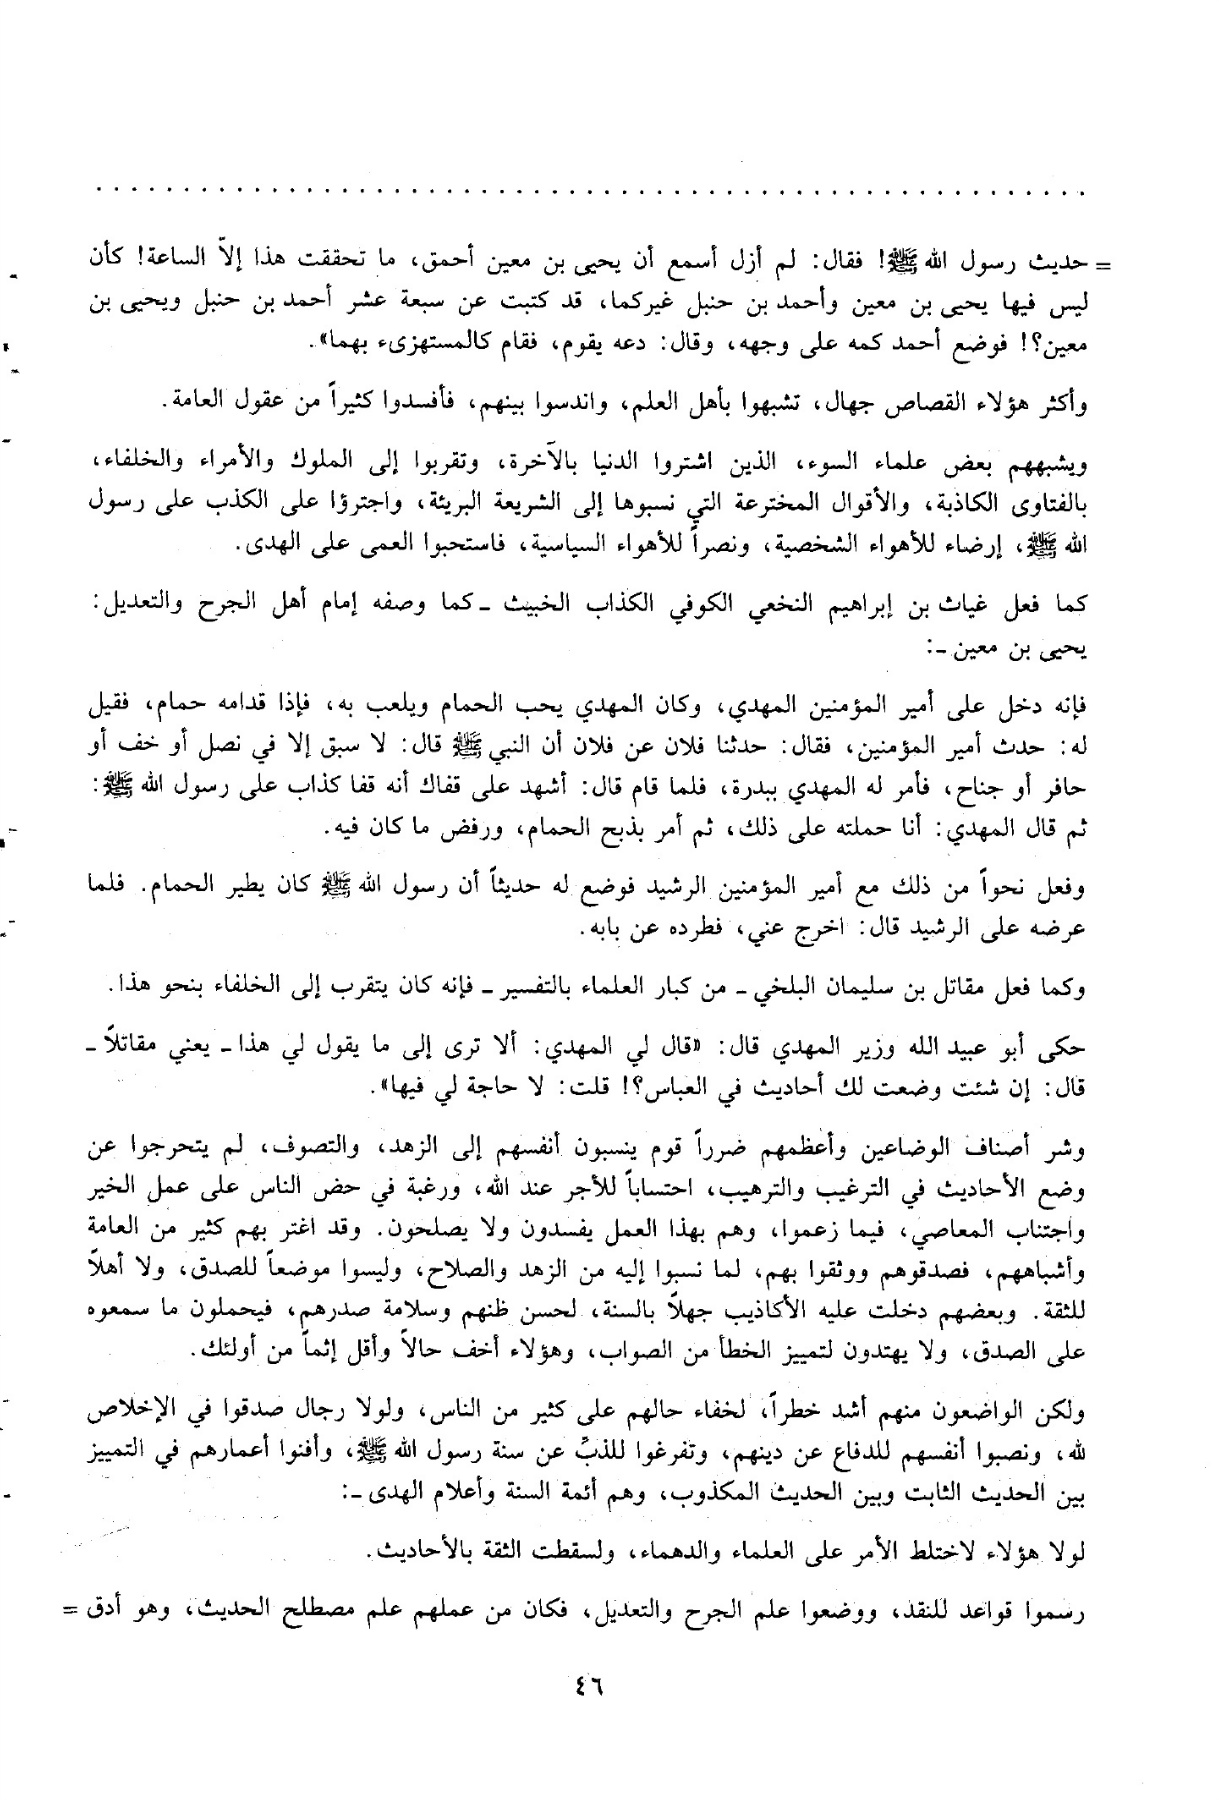 = حديث رسول الله ﷺ! فقال: لم أزل أسمع أن يحيى بن معين أحمق، ما تحققت هذا إلاّ الساعة! كأن
ليس فيها يحيى بن معين وأحمد بن حنبل غيركما، قد كتبت عن سبعة عشر أحمد بن حنبل ويحيى بن
معين؟! فوضع أحمد كمه على وجهه، وقال: دعه يقوم، فقام كالمستهزىء بهما».
وأكثر هؤلاء القصاص جهال، تشبهوا بأهل العلم، واندسوا بينهم، فأفسدوا كثيراً من عقول العامة.
ويشبههم بعض علماء السوء، الذين اشتروا الدنيا بالآخرة، وتقربوا إلى الملوك والأمراء والخلفاء،
بالفتاوى الكاذبة، والأقوال المخترعة التي نسبوها إلى الشريعة البريئة، واجترؤا على الكذب على رسول
الله ﷺ، إرضاء للأهواء الشخصية، ونصراً للأهواء السياسية، فاستحبوا العمى على الهدى.
كما فعل غياث بن إبراهيم النخعي الكوفي الكذاب الخبيث ـ كما وصفه إمام أهل الجرح والتعديل:
يحيى بن معين ـ:
فإنه دخل على أمير المؤمنين المهدي، وكان المهدي يحب الحمام ويلعب به، فإذا قدامه حمام، فقيل
له: حدث أمير المؤمنين، فقال: حدثنا فلان عن فلان أن النبي ﷺ قال: لا سبق إلا في نصل أو خف أو
حافر أو جناح، فأمر له المهدي ببدرة، فلما قام قال: أشهد على قفاك أنه قفا كذاب على رسول الله ﷺ:
ثم قال المهدي: أنا حملته على ذلك، ثم أمر بذبح الحمام، ورفض ما كان فيه.
وفعل نحواً من ذلك مع أمير المؤمنين الرشيد فوضع له حديثاً أن رسول الله ﷺ كان يطير الحمام. فلما
عرضه على الرشيد قال: اخرج عني، فطرده عن بابه.
وكما فعل مقاتل بن سليمان البلخي ـ من كبار العلماء بالتفسير ـ فإنه كان يتقرب إلى الخلفاء بنحو هذا.
حكى أبو عبيد الله وزير المهدي قال: «قال لي المهدي: ألا ترى إلى ما يقول لي هذا ـ يعني مقاتلاً ـ
قال: إن شئت وضعت لك أحاديث في العباس؟! قلت: لا حاجة لي فيها».
وشر أصناف الوضاعين وأعظمهم ضرراً قوم ينسبون أنفسهم إلى الزهد، والتصوف، لم يتحرجوا عن
وضع الأحاديث في الترغيب والترهيب، احتساباً للأجر عند الله، ورغبة في حض الناس على عمل الخير
واجتناب المعاصي، فيما زعموا، وهم بهذا العمل يفسدون ولا يصلحون. وقد اغتر بهم كثير من العامة
وأشباههم، فصدقوهم ووثقوا بهم، لما نسبوا إليه من الزهد والصلاح، وليسوا موضعاً للصدق، ولا أهلاً
للثقة. وبعضهم دخلت عليه الأكاذيب جهلاً بالسنة، لحسن ظنهم وسلامة صدرهم، فيحملون ما سمعوه
على الصدق، ولا يهتدون لتمييز الخطأ من الصواب، وهؤلاء أخف حالاً وأقل إثماً من أولئك.
ولكن الواضعون منهم أشد خطراً، لخفاء حالهم على كثير من الناس، ولولا رجال صدقوا في الإخلاص
لله، ونصبوا أنفسهم للدفاع عن دينهم، وتفرغوا للذبِّ عن سنة رسول الله ﷺ، وأفنوا أعمارهم في التمييز
بين الحديث الثابت وبين الحديث المكذوب، وهم أئمة السنة وأعلام الهدى ـ:
لولا هؤلاء لاختلط الأمر على العلماء والدهماء، ولسقطت الثقة بالأحاديث.
رسموا قواعد للنقد، ووضعوا علم الجرح والتعديل، فكان من عملهم علم مصطلح الحديث، وهو أدق =
٤٦